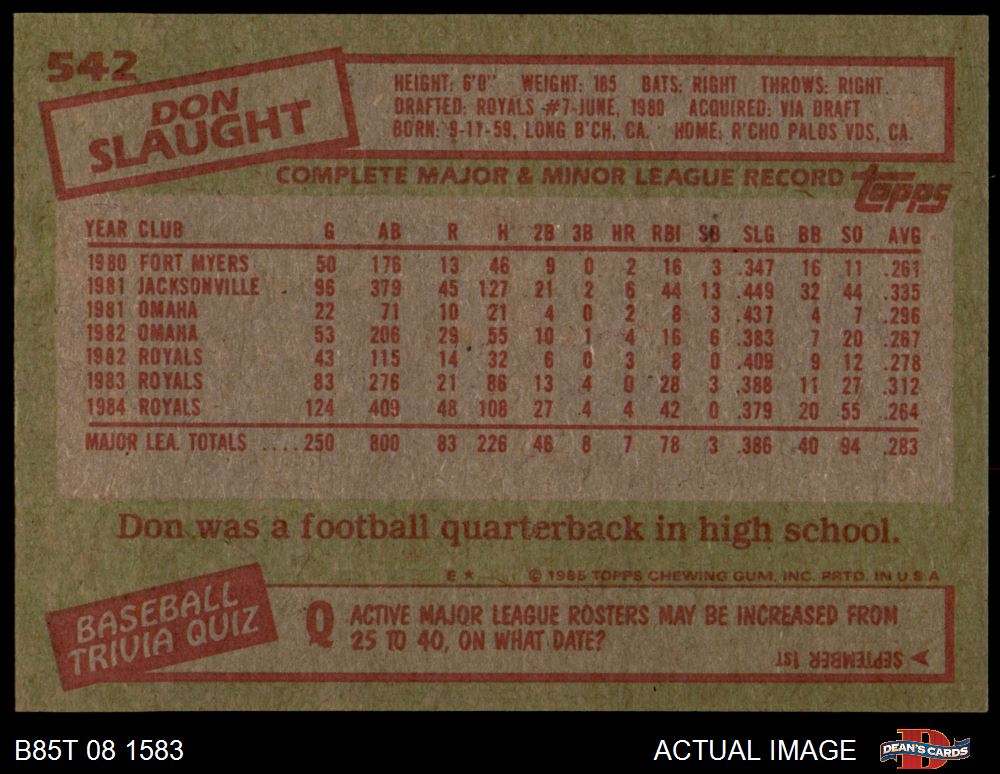 542
DON
SLAUGHT
HEIGHT: 6'0" WEIGHT: 185 BATS: RIGHT THROWS: RIGHT
DRAFTED: ROYALS #7-JUNE, 1980 ACQUIRED: VIA DRAFT
BORN: 9-11-59, LONG B'CH, CA. HOME: R'CHO PALOS VDS, CA.
COMPLETE MAJOR & MINOR LEAGUE RECORD topps
YEAR CLUB G AB R H 2B 3B HR RBI SB SLG BB SO AVG
1980 FORT MYERS 50 176 13 46 9 0 2 16 3 .347 16 11 .261
1981 JACKSONVILLE 96 379 45 127 21 2 6 44 13 .449 32 44 .335
1981 OMAHA 22 71 10 21 4 0 2 8 3 .437 4 7 .296
1982 OMAHA 53 206 29 55 10 1 4 16 6 .383 7 20 .267
1982 ROYALS 43 115 14 32 6 0 3 8 0 .409 9 12 .278
1983 ROYALS 83 276 21 86 13 4 0 28 3 .388 11 27 .312
1984 ROYALS 124 409 48 108 27 4 4 42 0 .379 20 55 .264
MAJOR LEA. TOTALS ....250 800 83 226 46 8 7 78 3 .386 40 94 .283
Don was a football quarterback in high school.
E * © 1985 TOPPS CHEWING GUM, INC. PRTD. IN U.S.A
BASEBALL
TRIVIA QUIZ
Q ACTIVE MAJOR LEAGUE ROSTERS MAY BE INCREASED FROM
25 TO 40, ON WHAT DATE?
SEPTEMBER 1ST
B85T 08 1583 ACTUAL IMAGE DEAN'S CARDS